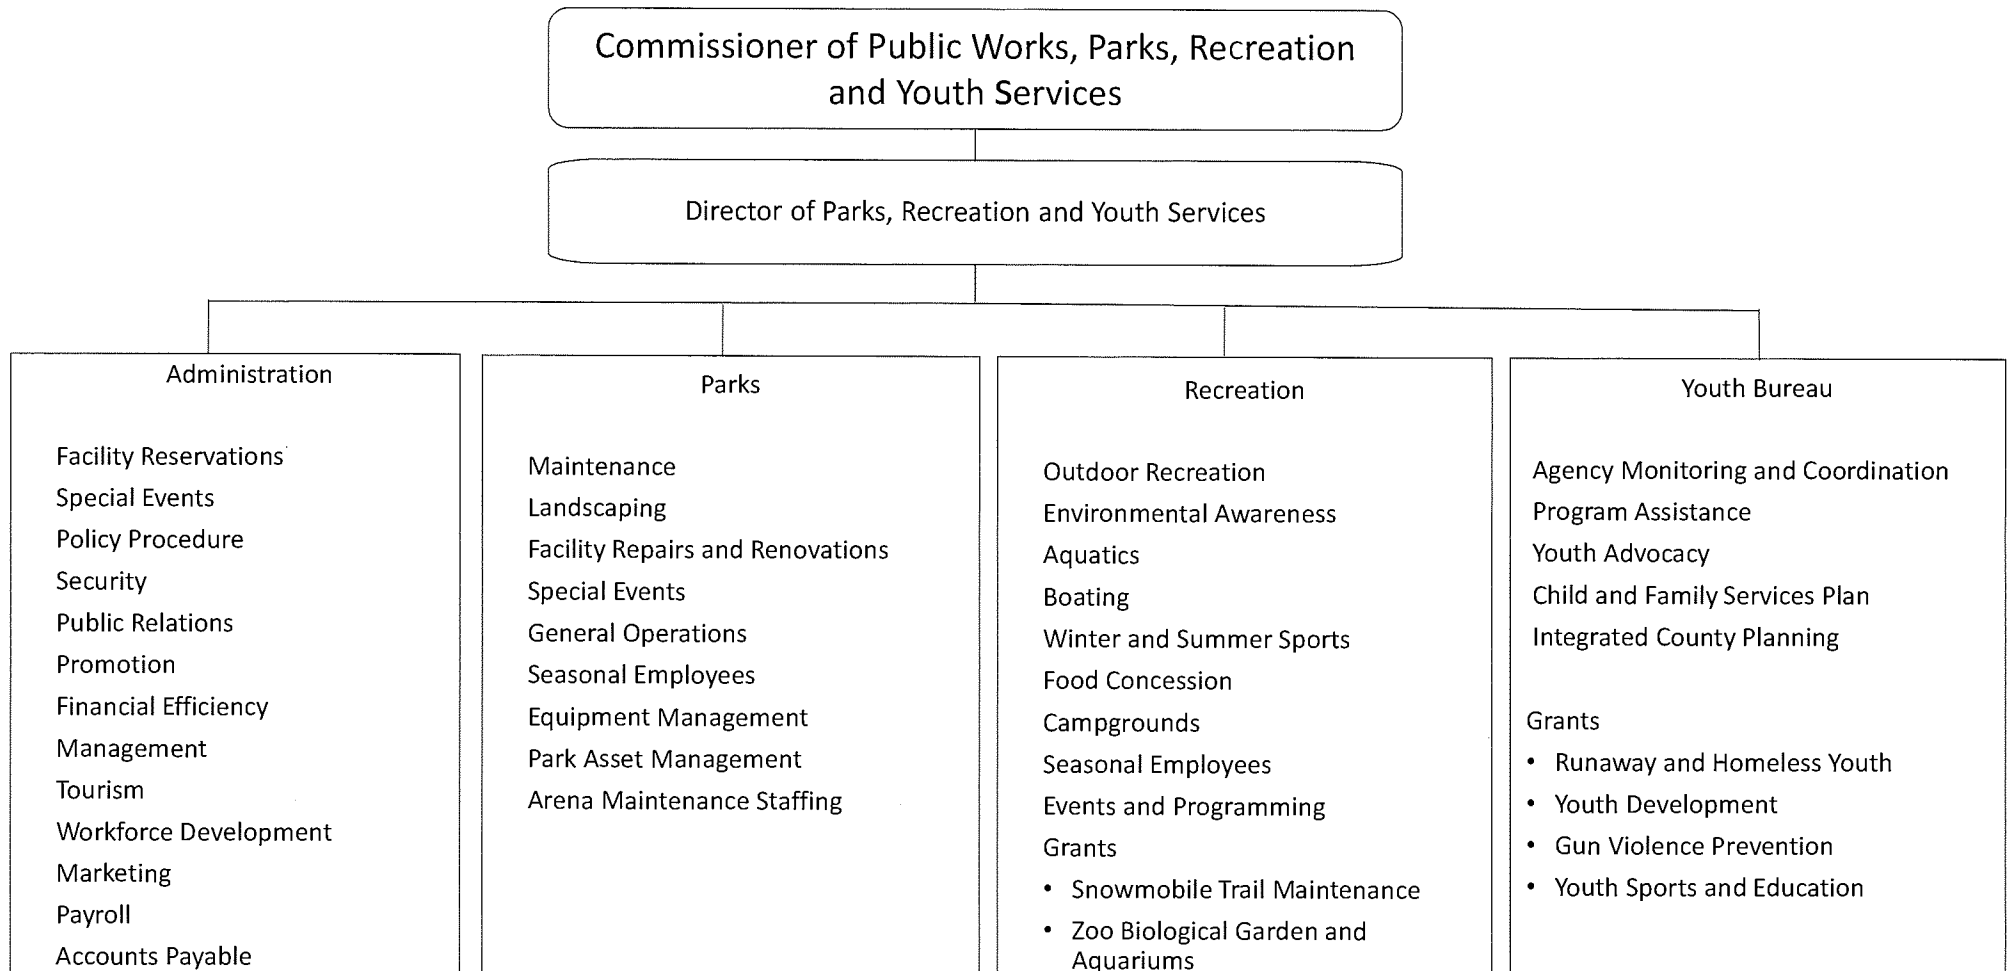 Commissioner of Public Works, Parks, Recreation
and Youth Services
Director of Parks, Recreation and Youth Services
Administration
Facility Reservations
Special Events
Policy Procedure
Security
Public Relations
Promotion
Financial Efficiency
Management
Tourism
Workforce Development
Marketing
Payroll
Accounts Payable
Parks
Maintenance
Landscaping
Facility Repairs and Renovations
Special Events
General Operations
Seasonal Employees
Equipment Management
Park Asset Management
Arena Maintenance Staffing
Recreation
Outdoor Recreation
Environmental Awareness
Aquatics
Boating
Winter and Summer Sports
Food Concession
Campgrounds
Seasonal Employees
Events and Programming
Grants
• Snowmobile Trail Maintenance
• Zoo Biological Garden and
Aquariums
Youth Bureau
Agency Monitoring and Coordination
Program Assistance
Youth Advocacy
Child and Family Services Plan
Integrated County Planning
Grants
• Runaway and Homeless Youth
• Youth Development
• Gun Violence Prevention
• Youth Sports and Education